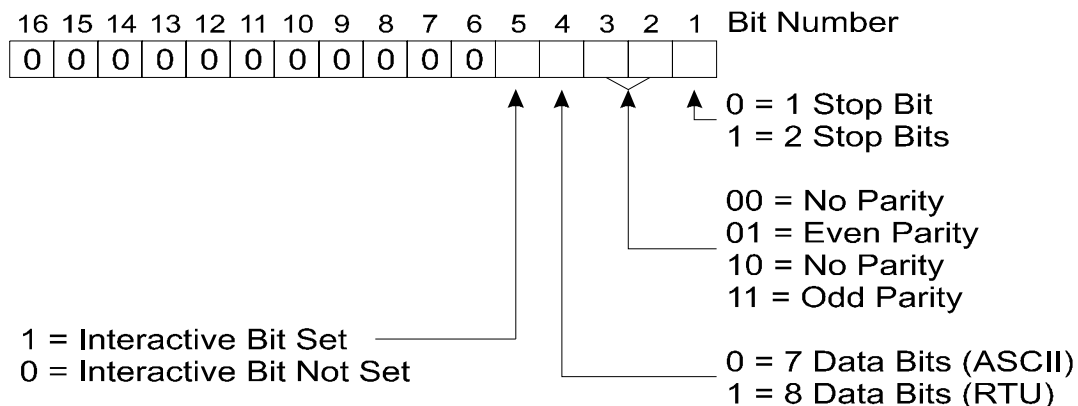 16 15 14 13 12 11 10 9 8 7 6 5 4 3 2 1 Bit Number
0 0 0 0 0 0 0 0 0 0 0
0 = 1 Stop Bit
1 = 2 Stop Bits
00 = No Parity
01 = Even Parity
10 = No Parity
11 = Odd Parity
1 = Interactive Bit Set
0 = Interactive Bit Not Set
0 = 7 Data Bits (ASCII)
1 = 8 Data Bits (RTU)